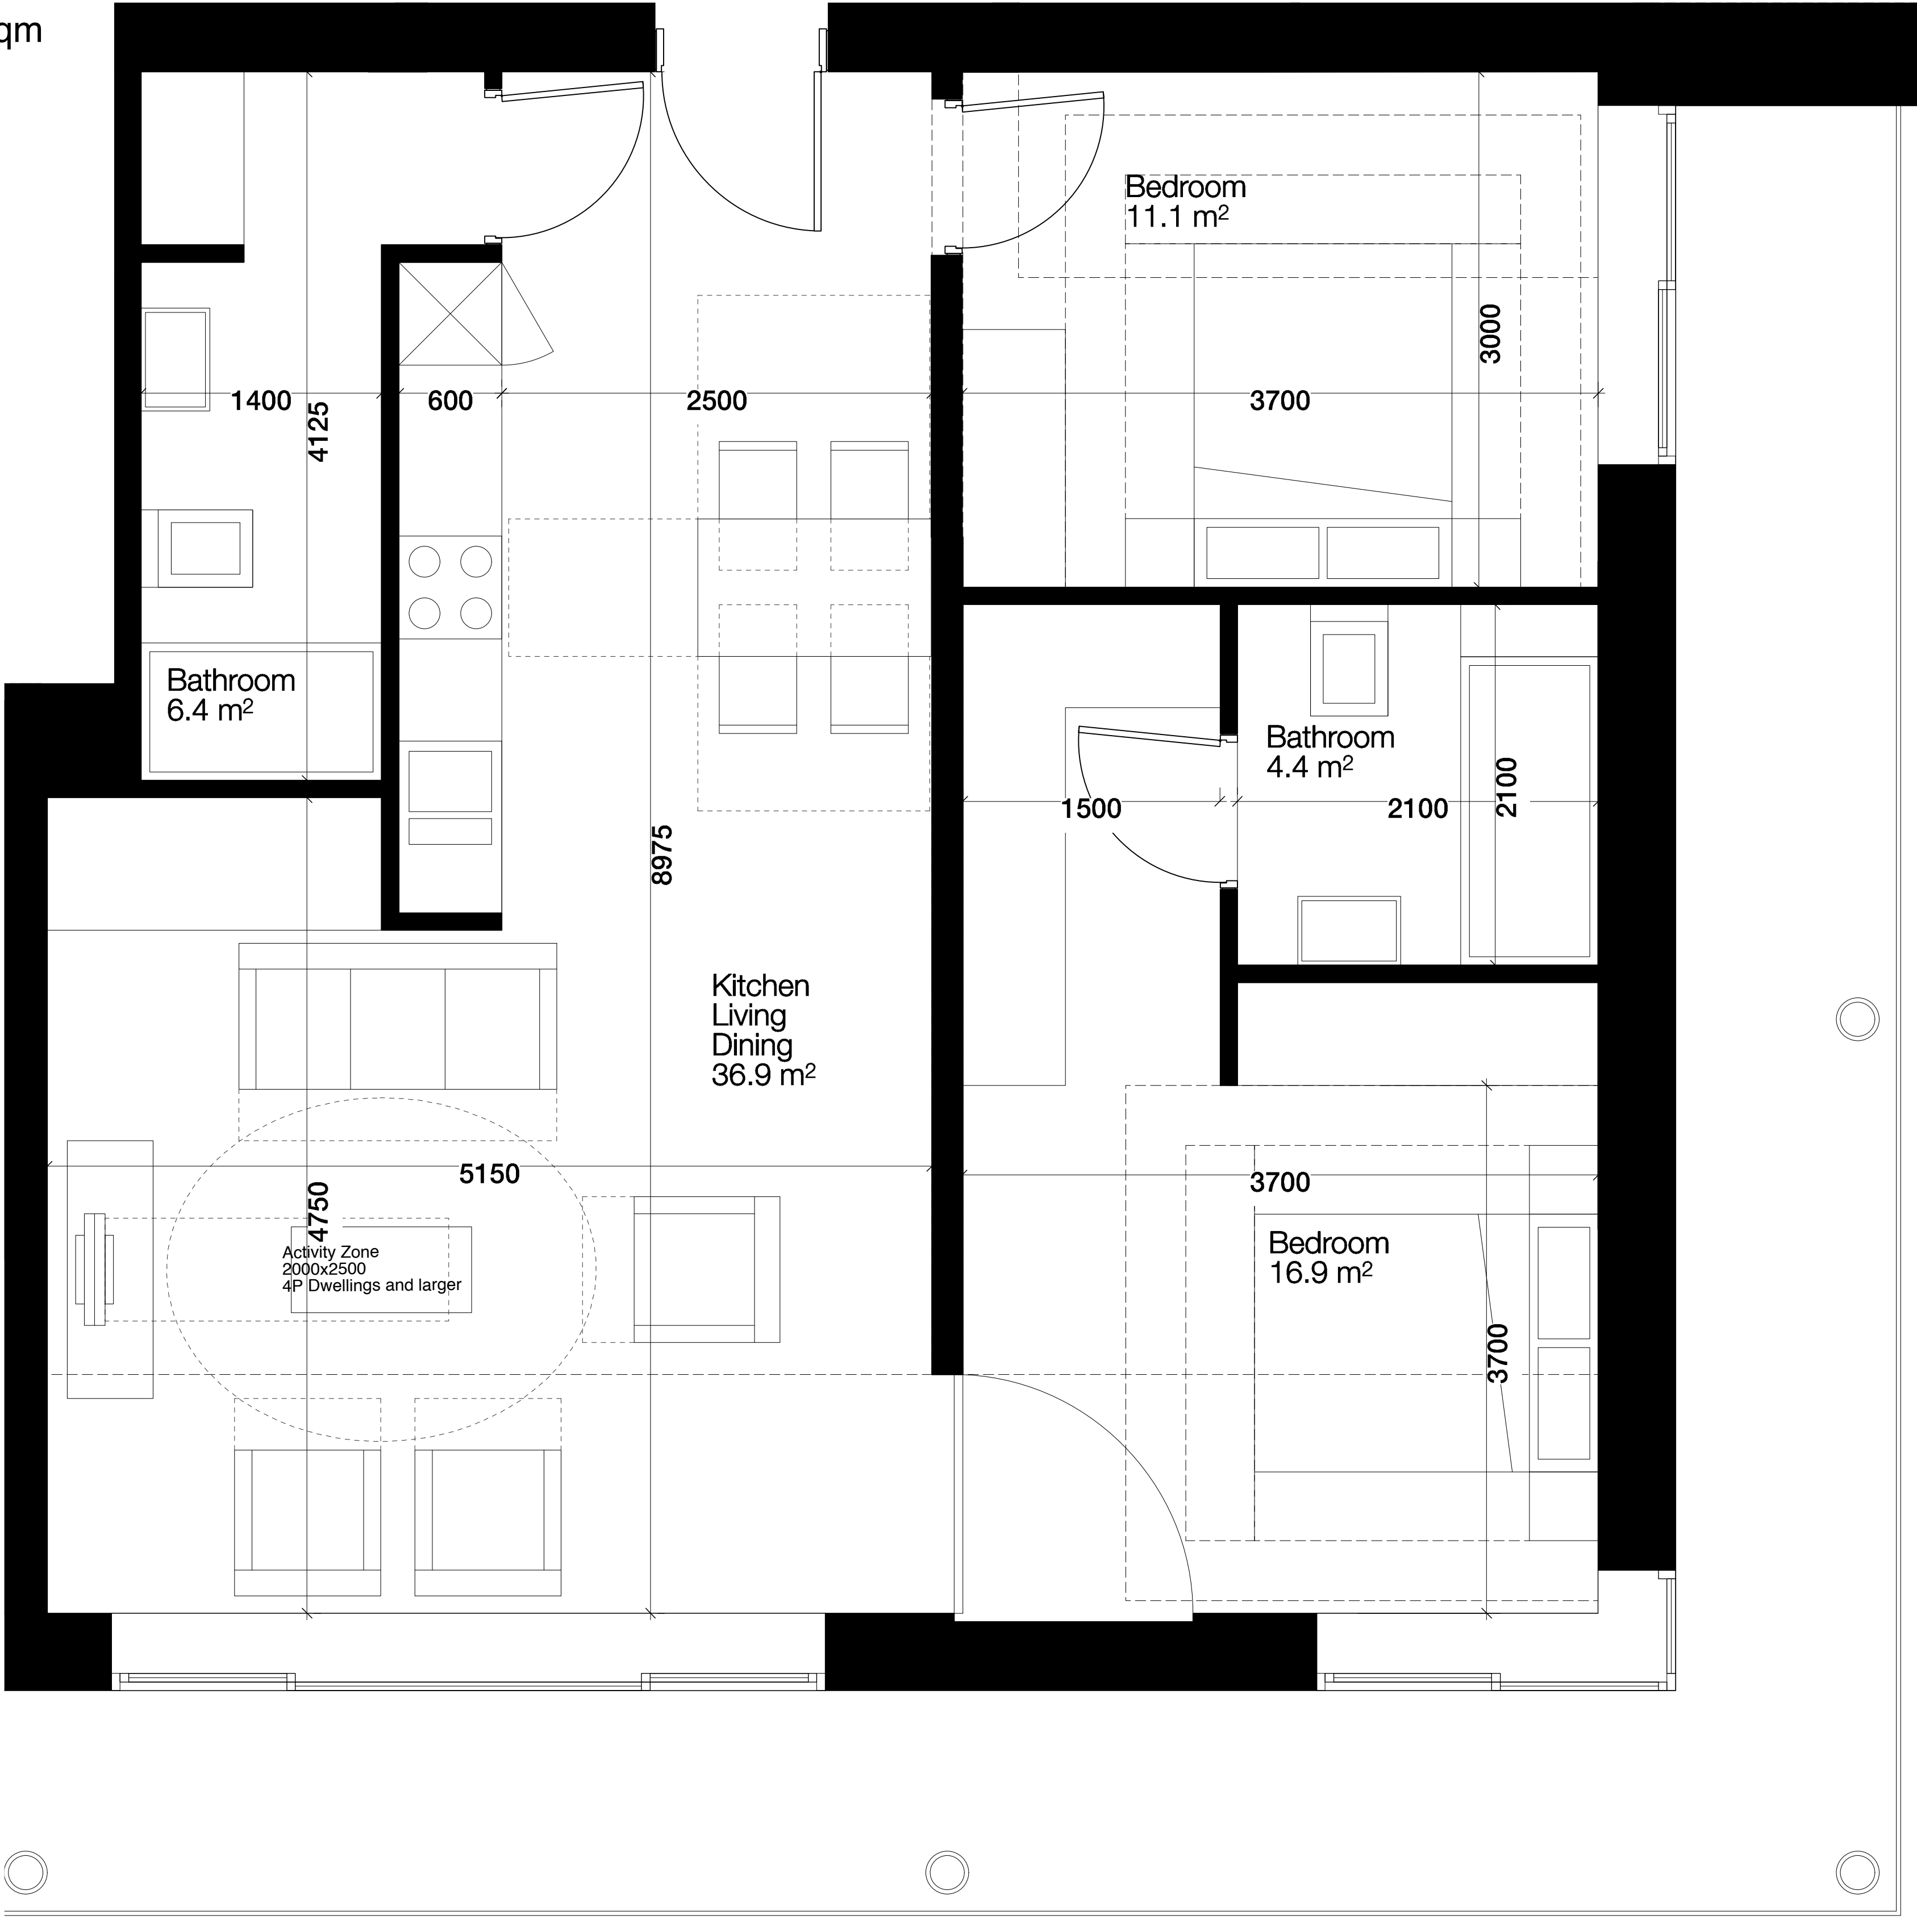 qm
Bedroom
11.1 m²
3000
1400
600
2500
3700
4125
Bathroom
6.4 m²
Bathroom
4.4 m²
2100
1500
2100
8975
Kitchen
Living
Dining
36.9 m²
5150
3700
4750
Activity Zone
2000x2500
4P Dwellings and larger
Bedroom
16.9 m²
3700